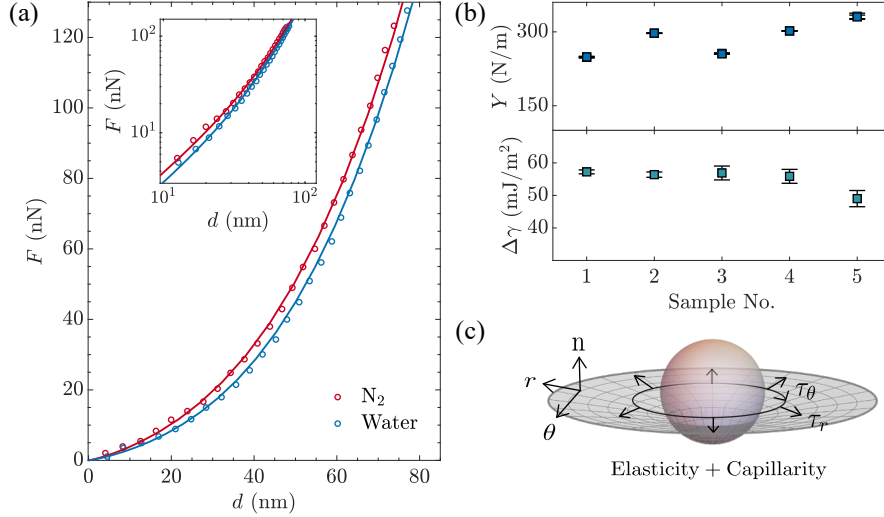 (a)
120
100
80
60
40
20
0
F (nN)
0
20
40
60
80
d (nm)
N₂
Water
10²
10¹
F (nN)
10¹
10²
d (nm)
(b)
300
150
Y (N/m)
60
50
40
Δγ (mJ/m²)
1
2
3
4
5
Sample No.
(c)
n
r
θ
τθ
τr
Elasticity + Capillarity